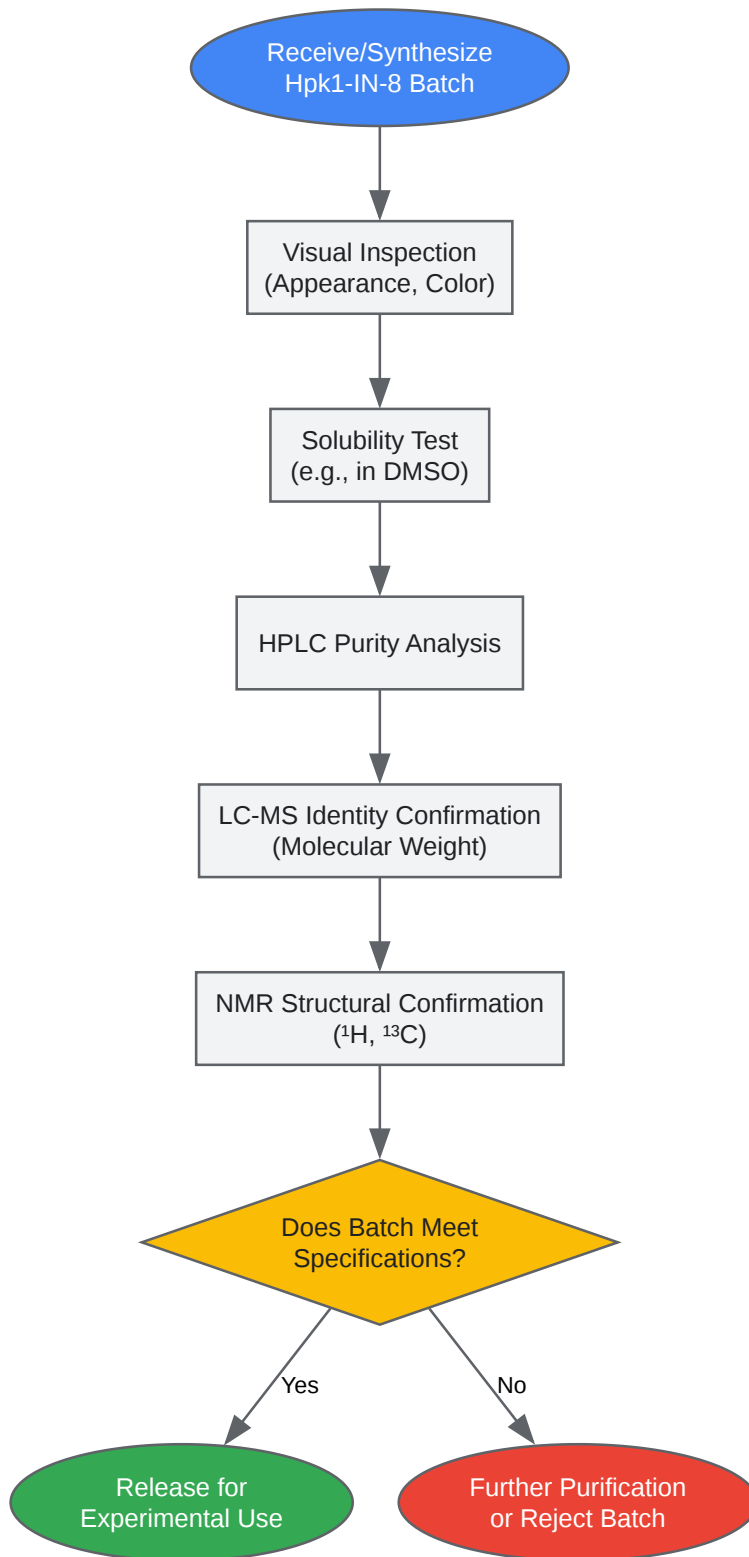 Receive/Synthesize
Hpk1-IN-8 Batch
Visual Inspection
(Appearance, Color)
Solubility Test
(e.g., in DMSO)
HPLC Purity Analysis
LC-MS Identity Confirmation
(Molecular Weight)
NMR Structural Confirmation
(¹H, ¹³C)
Does Batch Meet
Specifications?
Yes
No
Release for
Experimental Use
Further Purification
or Reject Batch